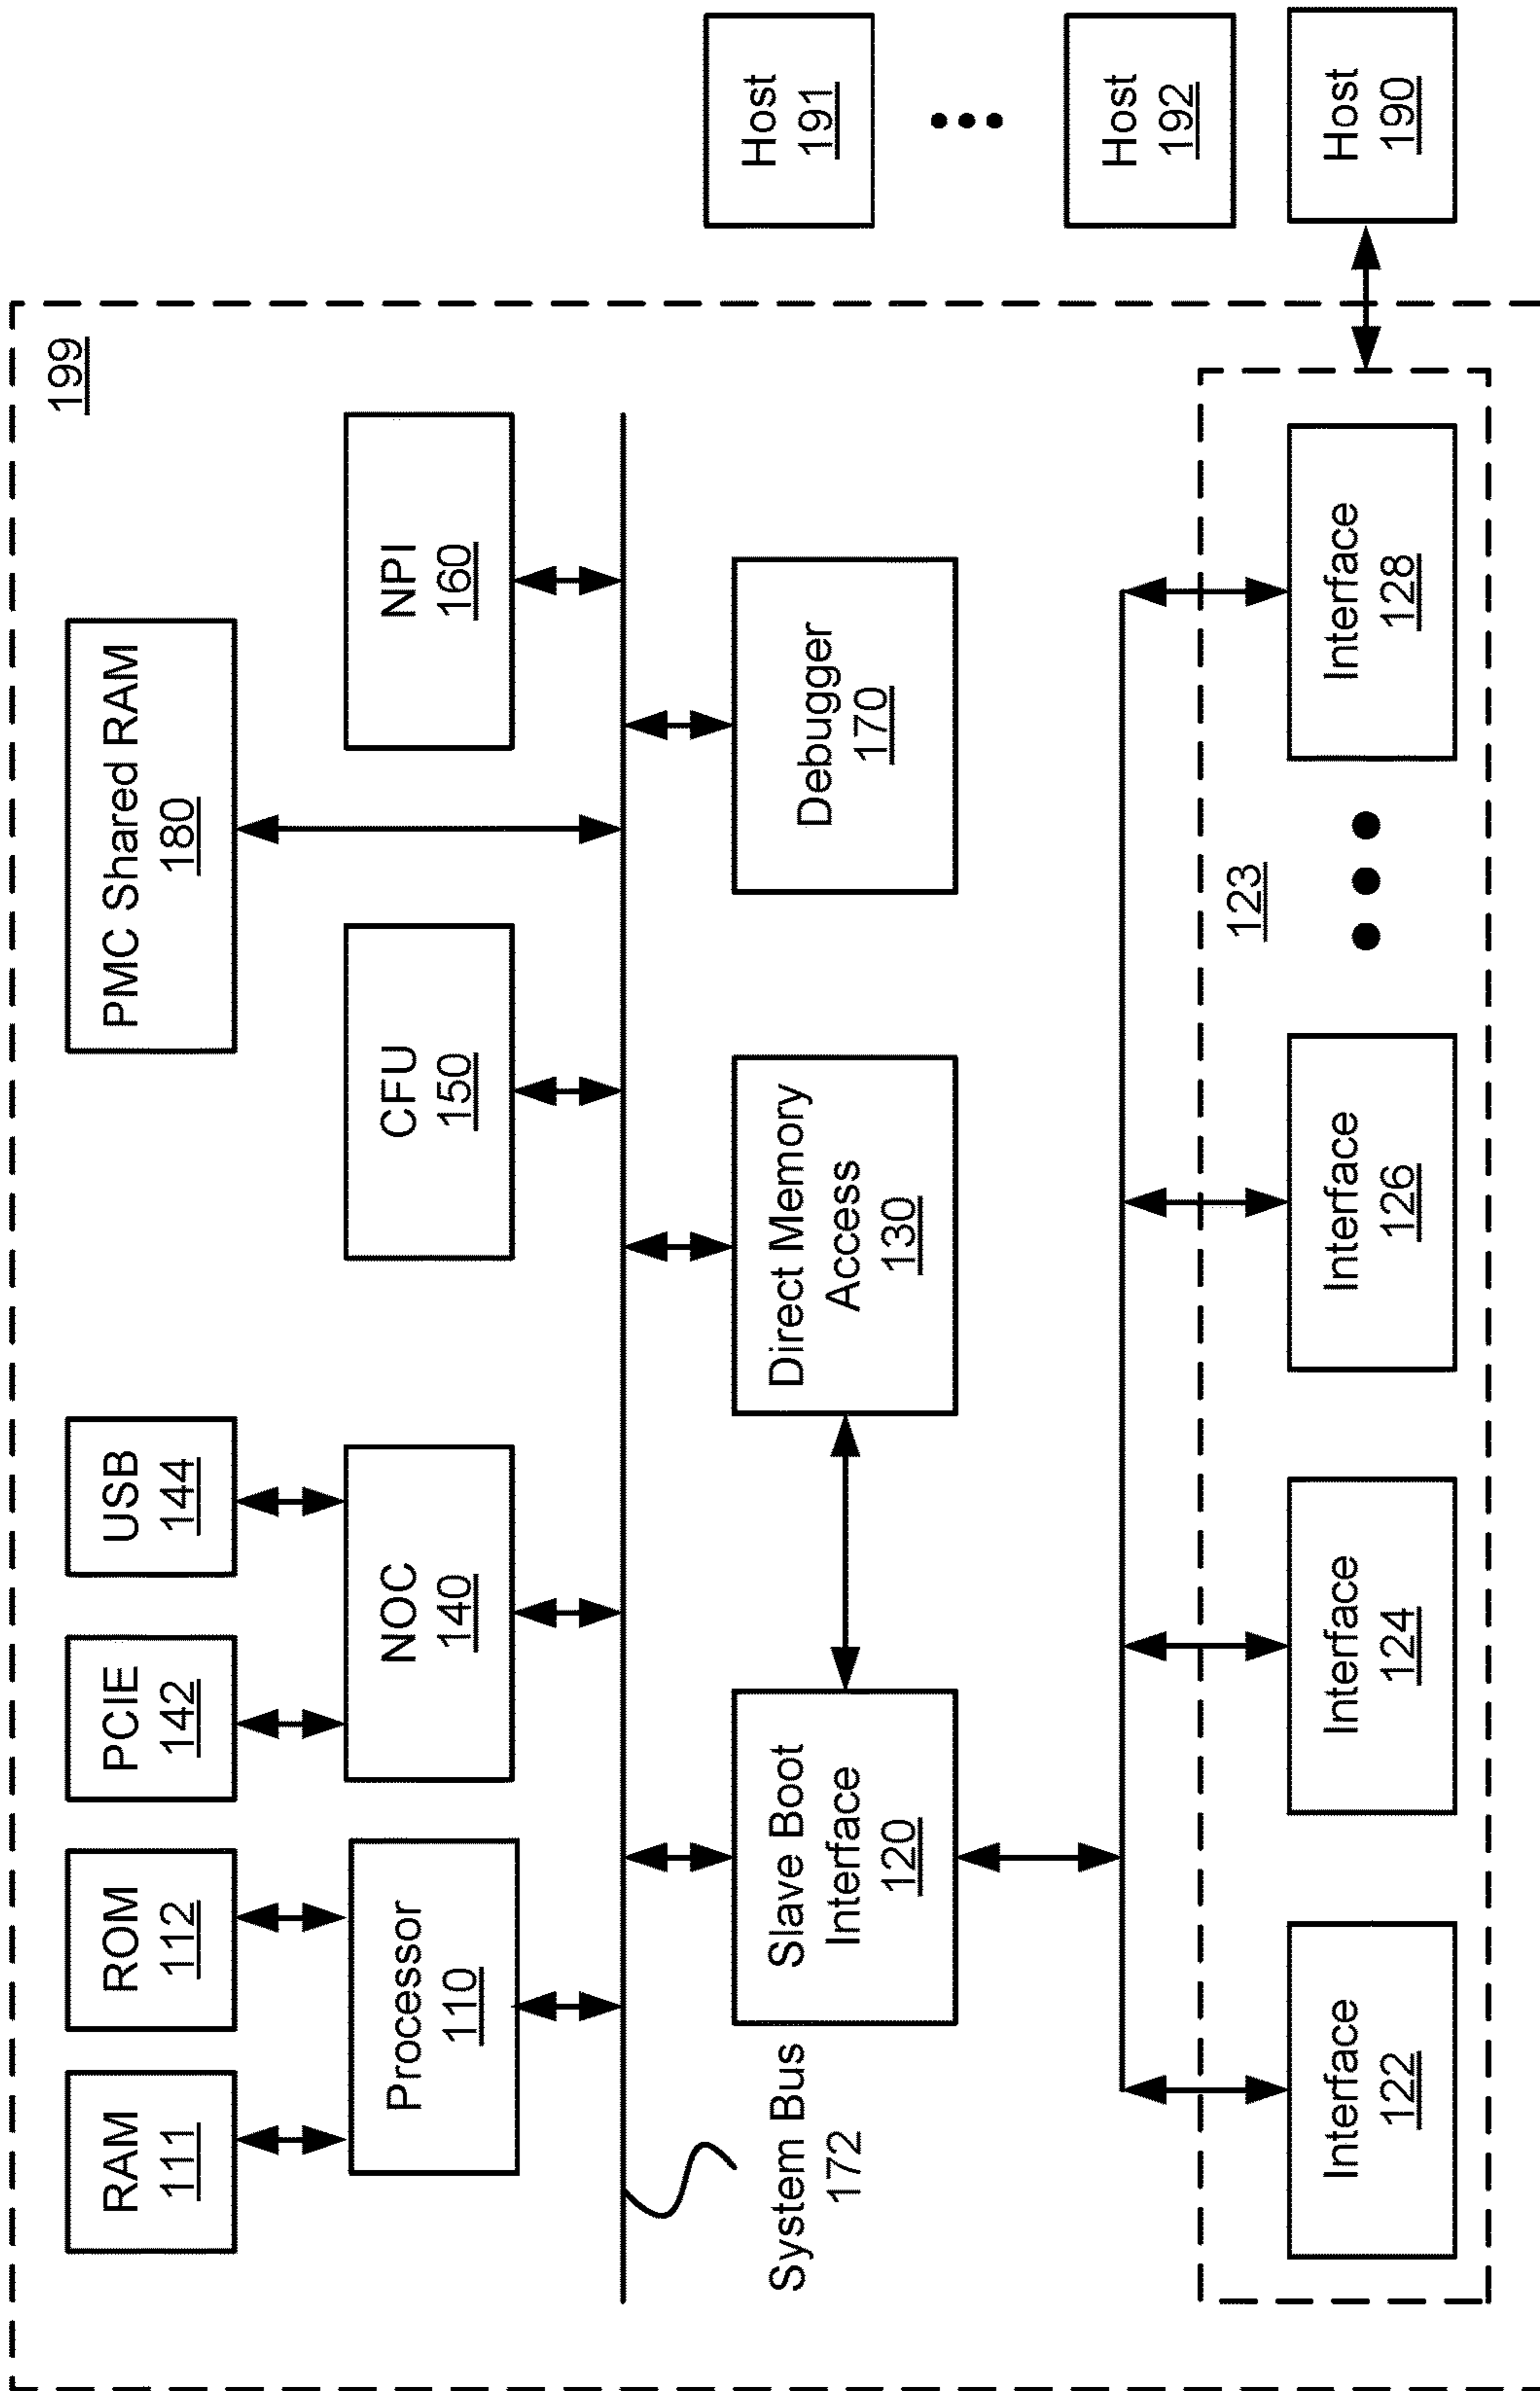 199
RAM
111
ROM
112
PCIE
142
USB
144
PMC Shared RAM
180
Processor
110
NOC
140
CFU
150
NPI
160
System Bus
172
Slave Boot
Interface
120
Direct Memory
Access
130
Debugger
170
123
Interface
122
Interface
124
Interface
126
Interface
128
Host
191
Host
192
Host
190